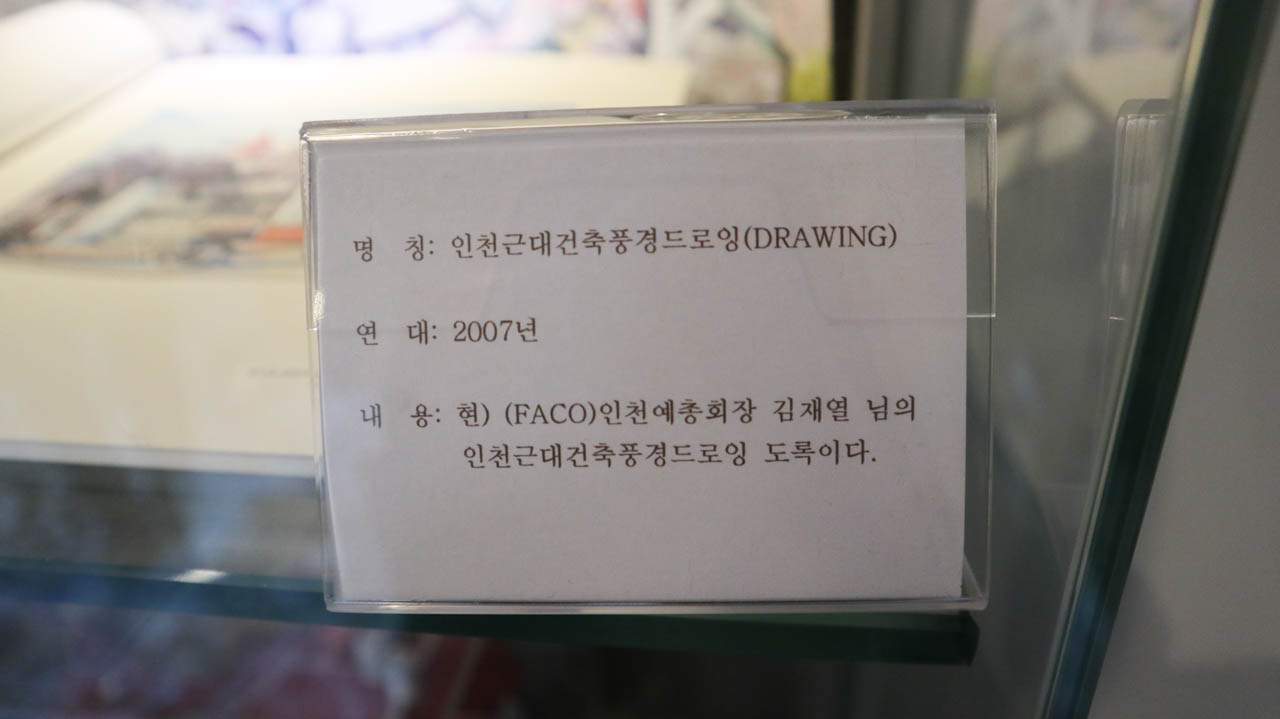 명 칭: 인천근대건축풍경드로잉(DRAWING)
연 대: 2007년
내 용: 현) (FACO)인천예총회장 김재열 님의
인천근대건축풍경드로잉 도록이다.